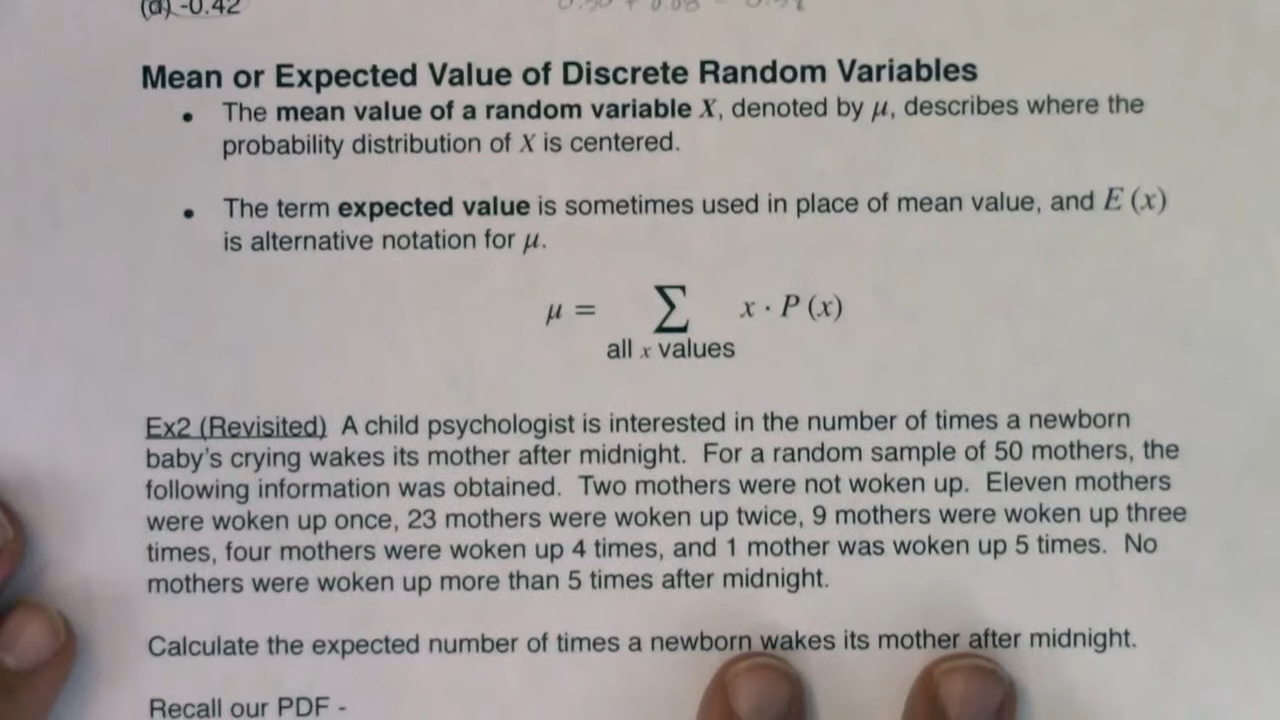 (d) -0.42
Mean or Expected Value of Discrete Random Variables
• The mean value of a random variable X, denoted by μ, describes where the
probability distribution of X is centered.
• The term expected value is sometimes used in place of mean value, and E (x)
is alternative notation for μ.
μ = ∑ x · P (x)
all x values
Ex2 (Revisited) A child psychologist is interested in the number of times a newborn
baby's crying wakes its mother after midnight. For a random sample of 50 mothers, the
following information was obtained. Two mothers were not woken up. Eleven mothers
were woken up once, 23 mothers were woken up twice, 9 mothers were woken up three
times, four mothers were woken up 4 times, and 1 mother was woken up 5 times. No
mothers were woken up more than 5 times after midnight.
Calculate the expected number of times a newborn wakes its mother after midnight.
Recall our PDF -